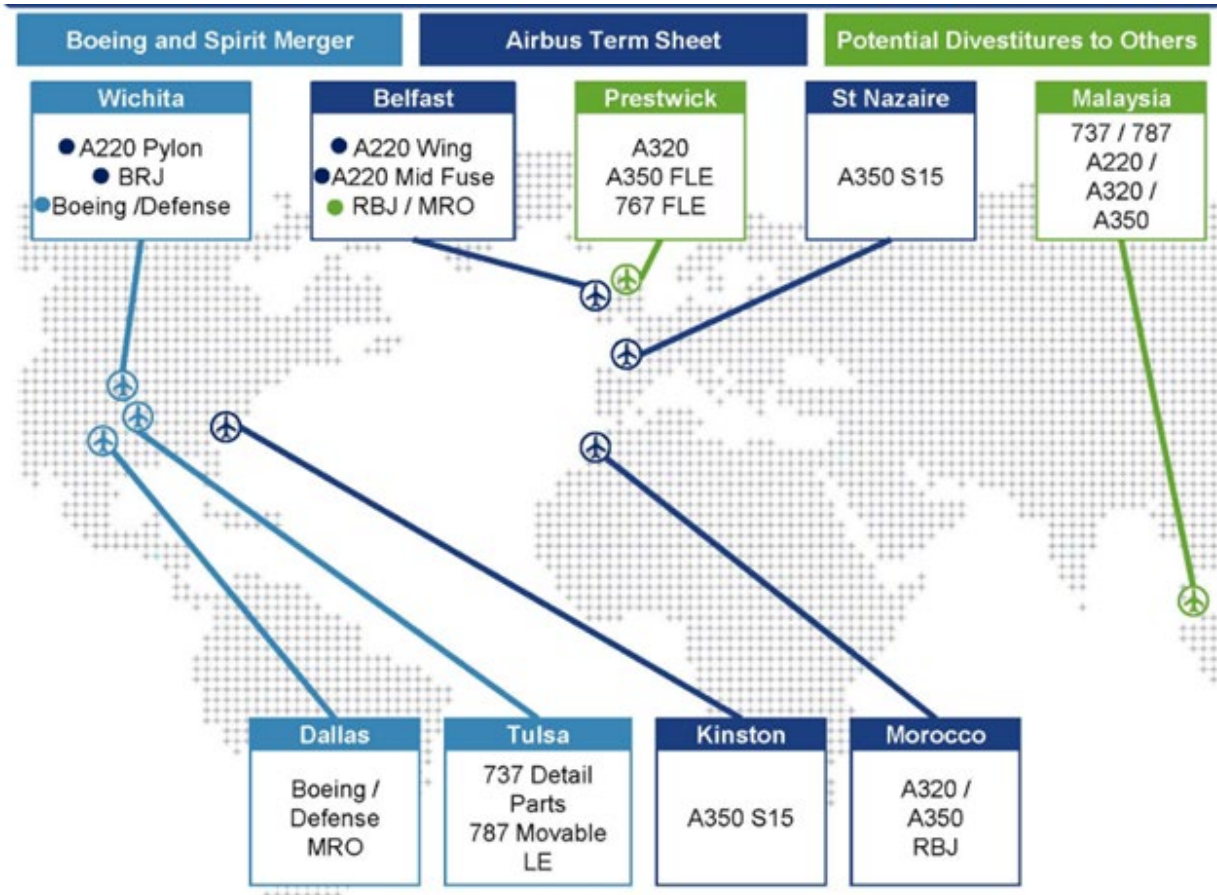 Boeing and Spirit Merger
Airbus Term Sheet
Potential Divestitures to Others
Wichita
A220 Pylon
BRJ
Boeing /Defense
Belfast
A220 Wing
A220 Mid Fuse
RBJ / MRO
Prestwick
A320
A350 FLE
767 FLE
St Nazaire
A350 S15
Malaysia
737 / 787
A220 /
A320 /
A350
Dallas
Boeing /
Defense
MRO
Tulsa
737 Detail
Parts
787 Movable
LE
Kinston
A350 S15
Morocco
A320 /
A350
RBJ